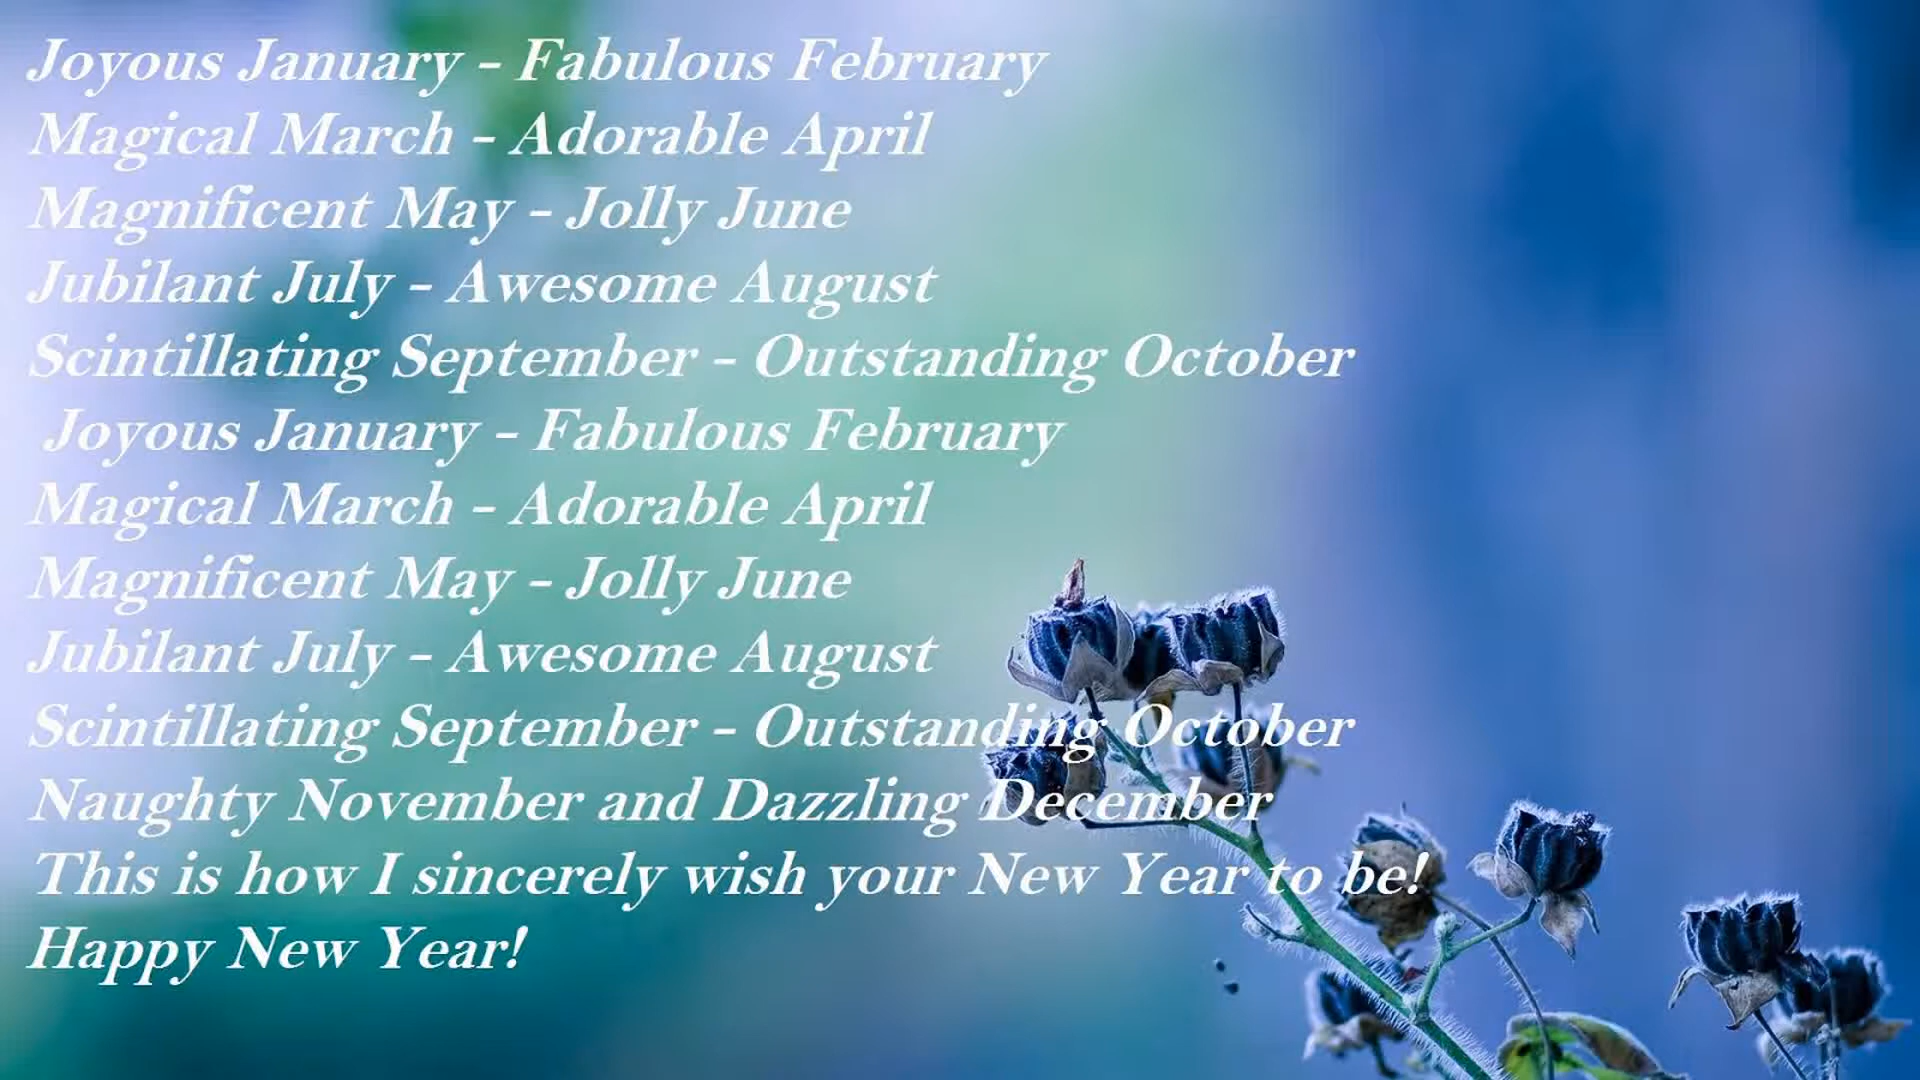 Joyous January - Fabulous February
Magical March - Adorable April
Magnificent May - Jolly June
Jubilant July - Awesome August
Scintillating September - Outstanding October
Joyous January - Fabulous February
Magical March - Adorable April
Magnificent May - Jolly June
Jubilant July - Awesome August
Scintillating September - Outstanding October
Naughty November and Dazzling December
This is how I sincerely wish your New Year to be!
Happy New Year!